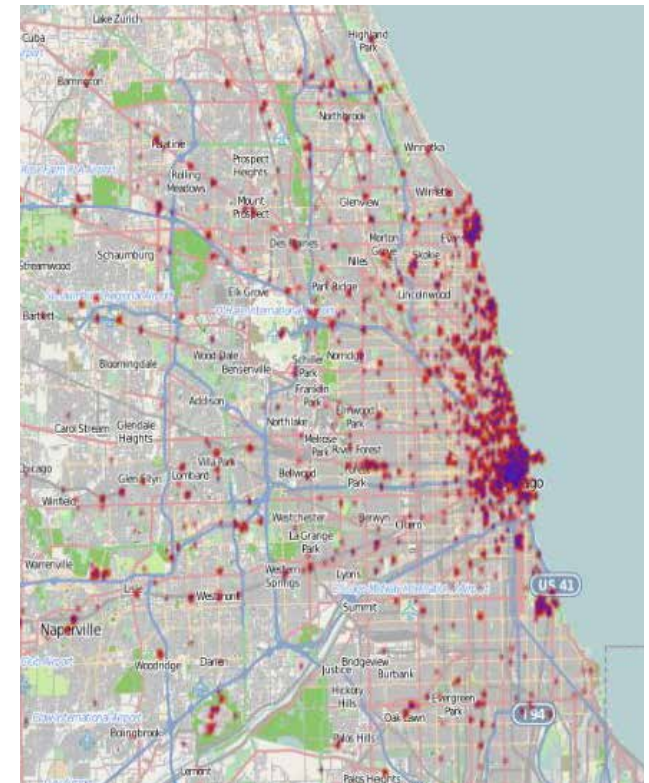 Lake Zurich
Cuba
Highland
Park
Barrington
Northbrook
Palatine
Winnetka
Prospect
Heights
Rolling
Meadows
Wilmette
Mount
Prospect
Glenview
Des Plaines
Morton
Grove
Skokie
Niles
Schaumburg
Streamwood
Park Ridge
Elk Grove
Lincolnwood
Bartlett
Wood Dale
Bensenville
Schiller
Park
Norridge
Bloomingdale
Franklin
Park
Addison
Northlake
Elmwood
Park
Carol Stream
Glendale
Heights
Melrose
Park
River Forest
Villa Park
Forest
Park
Glen Ellyn
Lombard
Bellwood
ago
Winfield
Westchester
Berwyn
Cicero
La Grange
Park
Warrenville
Western
Springs
Lyons
US 41
Westmont
Summit
Naperville
Woodridge
Darien
Justice
Bridgeview
Burbank
Hickory
Hills
Evergreen
Park
Oak Lawn
I 94
Bolingbrook
Palos Hills
Lemont
Palos Heights